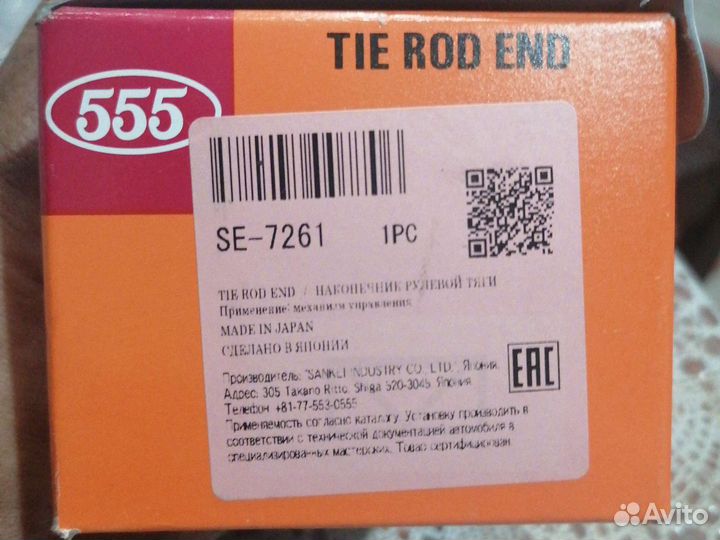 TIE ROD END
555
SE-7261 1PC
TIE ROD END / НАКОНЕЧНИК РУЛЕВОЙ ТЯГИ
Применение: механизм управления
MADE IN JAPAN
СДЕЛАНО В ЯПОНИИ
Производитель: "SANKEI INDUSTRY CO., LTD.", Япония.
Адрес: 305 Takano Ritto, Shiga 520-3045, Япония
Телефон +81-77-553-0555
Применяемость согласно каталогу. Установку производить в
соответствии с технической документацией автомобиля в
специализированных мастерских. Товар сертифицирован.
EAC
Avito